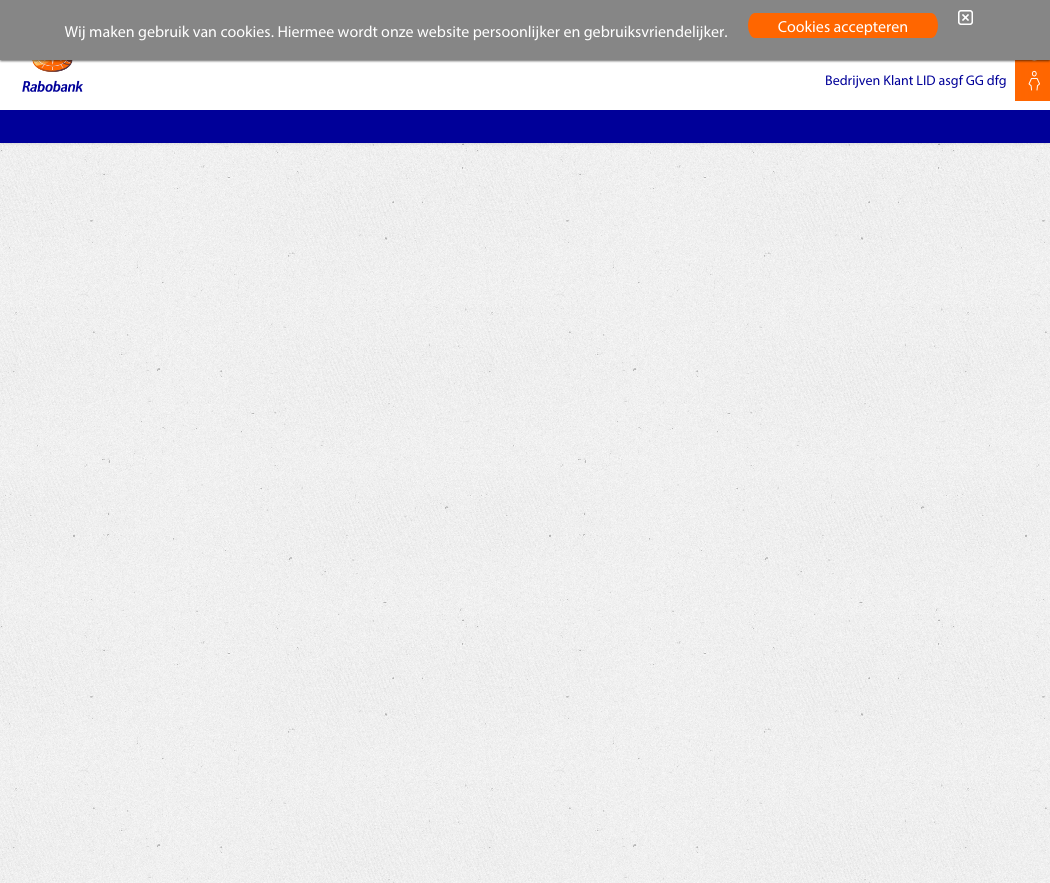 Wij maken gebruik van cookies. Hiermee wordt onze website persoonlijker en gebruiksvriendelijker.
Cookies accepteren
Rabobank
Bedrijven Klant LID asgf GG dfg